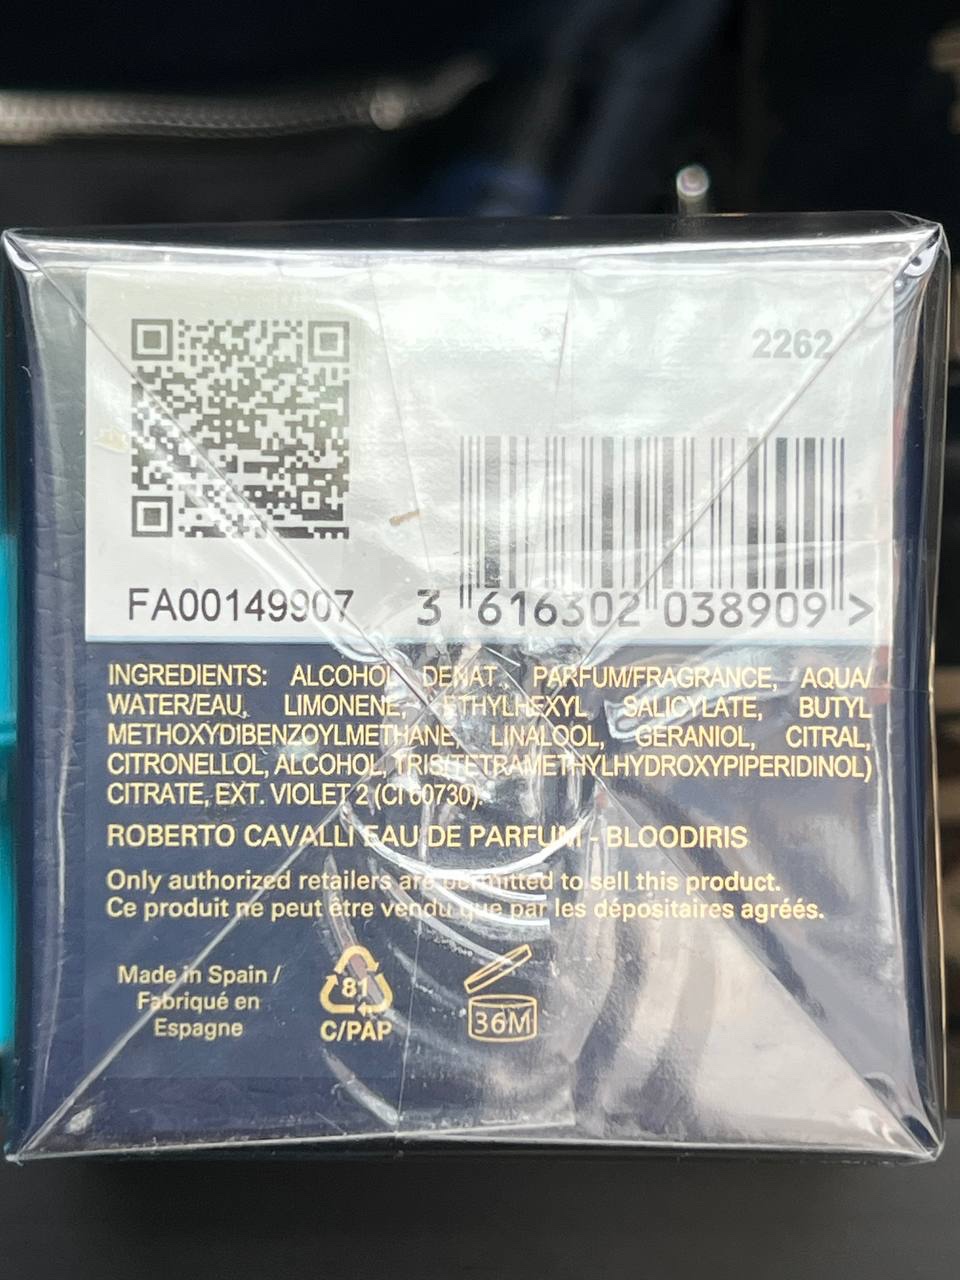 2262
FA00149907
3 616302 038909 >
INGREDIENTS: ALCOHOL DENAT. PARFUM/FRAGRANCE, AQUA/
WATER/EAU, LIMONENE, ETHYLHEXYL SALICYLATE, BUTYL
METHOXYDIBENZOYLMETHANE, LINALOOL, GERANIOL, CITRAL,
CITRONELLOL, ALCOHOL, TRIS(TETRAMETHYLHYDROXYPIPERIDINOL)
CITRATE, EXT. VIOLET 2 (CI 60730).
ROBERTO CAVALLI EAU DE PARFUM - BLOODIRIS
Only authorized retailers are permitted to sell this product.
Ce produit ne peut être vendu que par les dépositaires agréés.
Made in Spain /
Fabriqué en
Espagne
81
C/PAP
36M